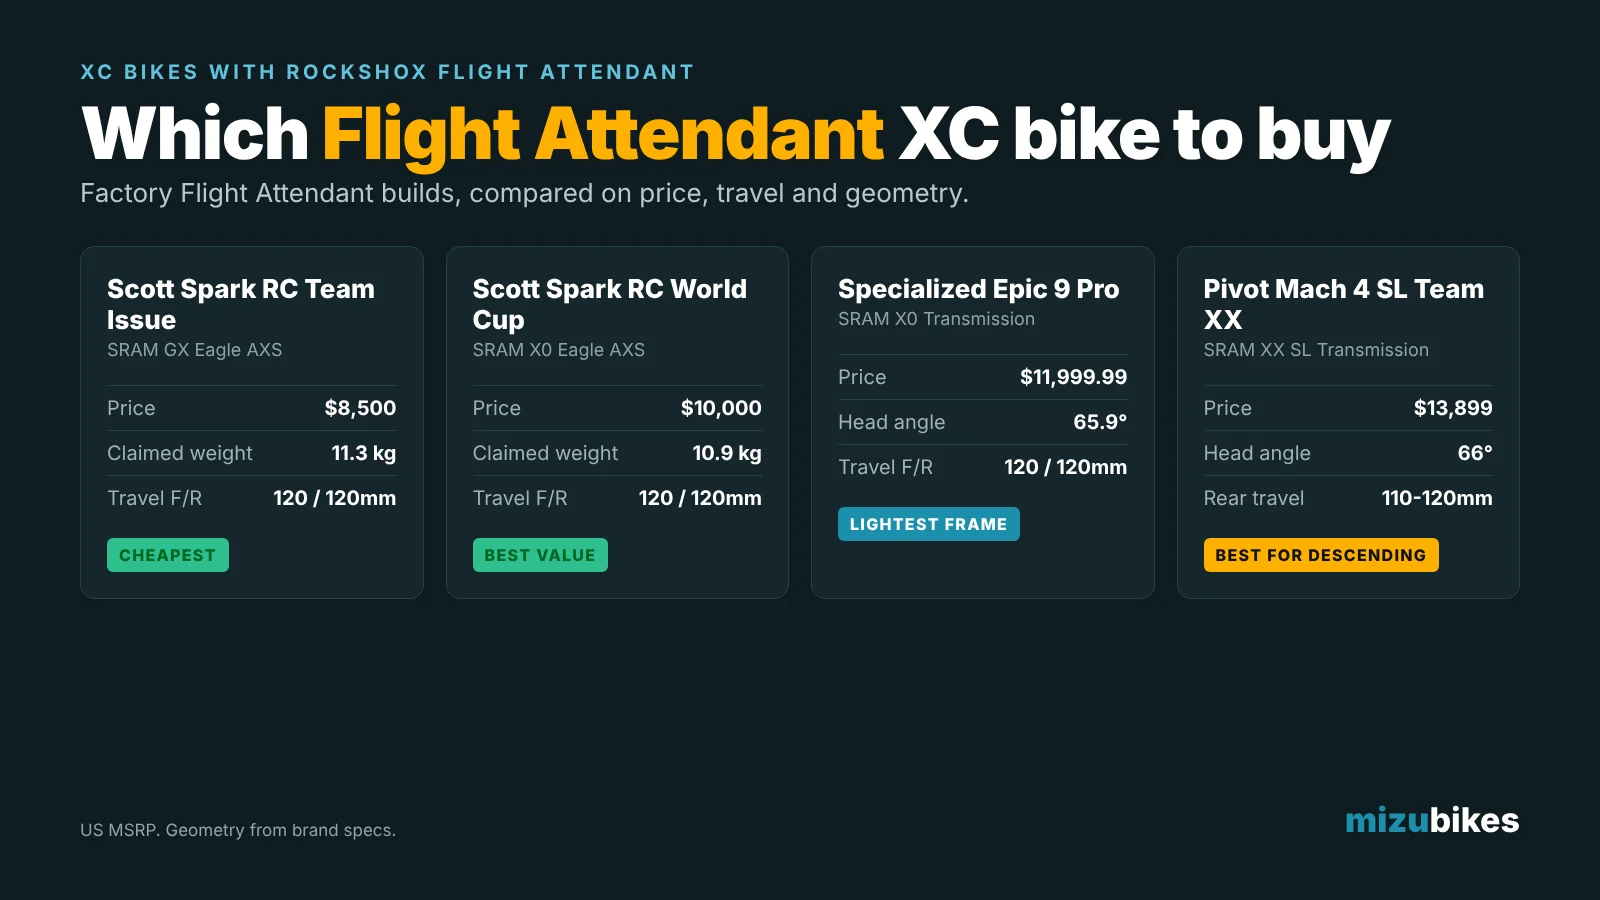 XC BIKES WITH ROCKSHOX FLIGHT ATTENDANT
Which Flight Attendant XC bike to buy
Factory Flight Attendant builds, compared on price, travel and geometry.
Scott Spark RC Team
Issue
SRAM GX Eagle AXS
Price $8,500
Claimed weight 11.3 kg
Travel F/R 120 / 120mm
CHEAPEST
Scott Spark RC World
Cup
SRAM X0 Eagle AXS
Price $10,000
Claimed weight 10.9 kg
Travel F/R 120 / 120mm
BEST VALUE
Specialized Epic 9 Pro
SRAM X0 Transmission
Price $11,999.99
Head angle 65.9°
Travel F/R 120 / 120mm
LIGHTEST FRAME
Pivot Mach 4 SL Team
XX
SRAM XX SL Transmission
Price $13,899
Head angle 66°
Rear travel 110-120mm
BEST FOR DESCENDING
US MSRP. Geometry from brand specs.
mizubikes